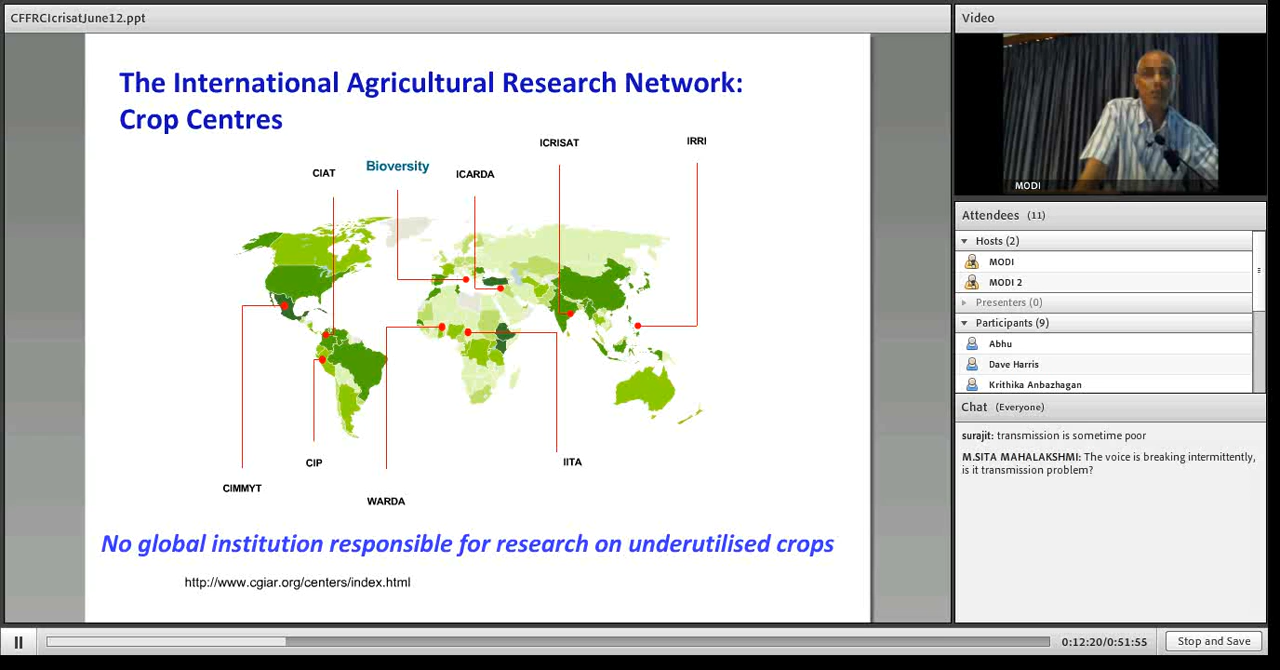 CFFRCIcrisatJune12.ppt
The International Agricultural Research Network:
Crop Centres
ICRISAT
IRRI
CIAT
Bioversity
ICARDA
CIP
IITA
CIMMYT
WARDA
No global institution responsible for research on underutilised crops
http://www.cgiar.org/centers/index.html
Video
MODI
Attendees (11)
Hosts (2)
MODI
MODI 2
Presenters (0)
Participants (9)
Abhu
Dave Harris
Krithika Anbazhagan
Chat (Everyone)
surajit: transmission is sometime poor
M.SITA MAHALAKSHMI: The voice is breaking intermittently,
is it transmission problem?
0:12:20/0:51:55
Stop and Save